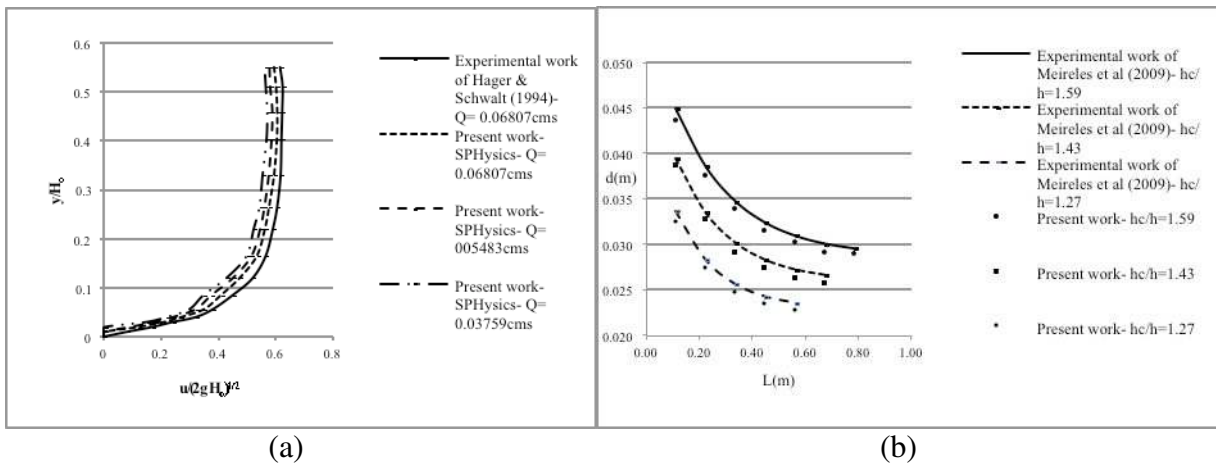 0.6
0.5
0.4
0.3
0.2
0.1
0
y/Ho
0
0.2
0.4
0.6
0.8
u/(2gHo)^1/2
Experimental work
of Hager &
Schwalt (1994)-
Q= 0.06807cms
Present work-
SPHysics- Q=
0.06807cms
Present work-
SPHysics- Q=
005483cms
Present work-
SPHysics- Q=
0.03759cms
(a)
0.050
0.045
0.040
d(m)
0.035
0.030
0.025
0.020
0.00
0.20
0.40
0.60
0.80
1.00
L(m)
Experimental work of
Meireles et al (2009)- hc/
h=1.59
Experimental work of
Meireles et al (2009)- hc/
h=1.43
Experimental work of
Meireles et al (2009)- hc/
h=1.27
Present work- hc/h=1.59
Present work- hc/h=1.43
Present work- hc/h=1.27
(b)